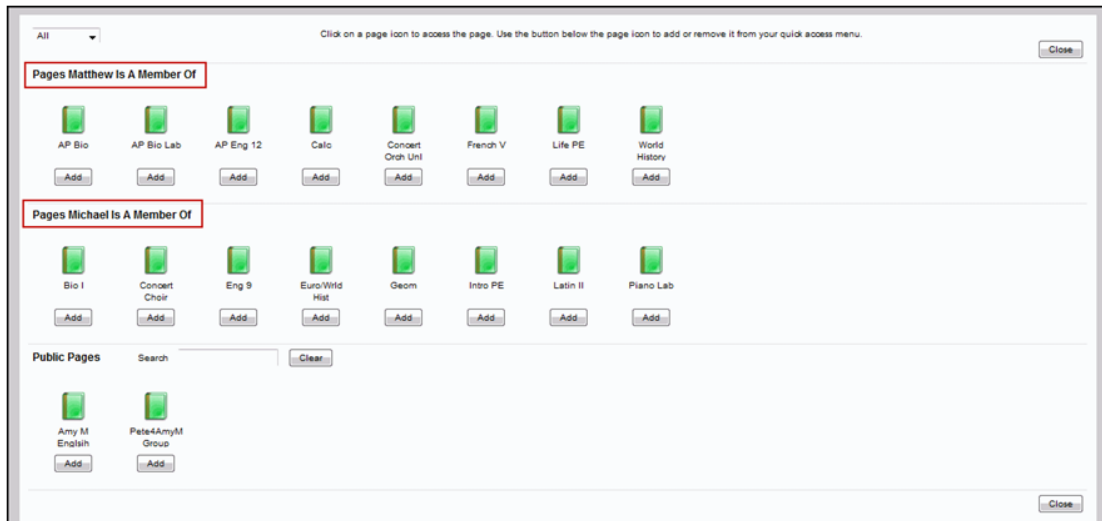 All
Click on a page icon to access the page. Use the button below the page icon to add or remove it from your quick access menu.
Close
Pages Matthew Is A Member Of
AP Bio
AP Bio Lab
AP Eng 12
Calc
Concert
Orch Unl
French V
Life PE
World
History
Add
Add
Add
Add
Add
Add
Add
Add
Pages Michael Is A Member Of
Bio I
Concert
Choir
Eng 9
Euro/Wrld
Hist
Geom
Intro PE
Latin II
Piano Lab
Add
Add
Add
Add
Add
Add
Add
Add
Public Pages
Search
Clear
Amy M
Englsih
Pete4AmyM
Group
Add
Add
Close